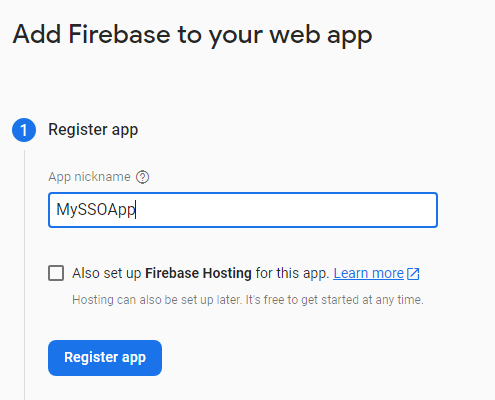 Add Firebase to your web app
1 Register app
App nickname
MySSOApp
Also set up Firebase Hosting for this app. Learn more
Hosting can also be set up later. It's free to get started at any time.
Register app